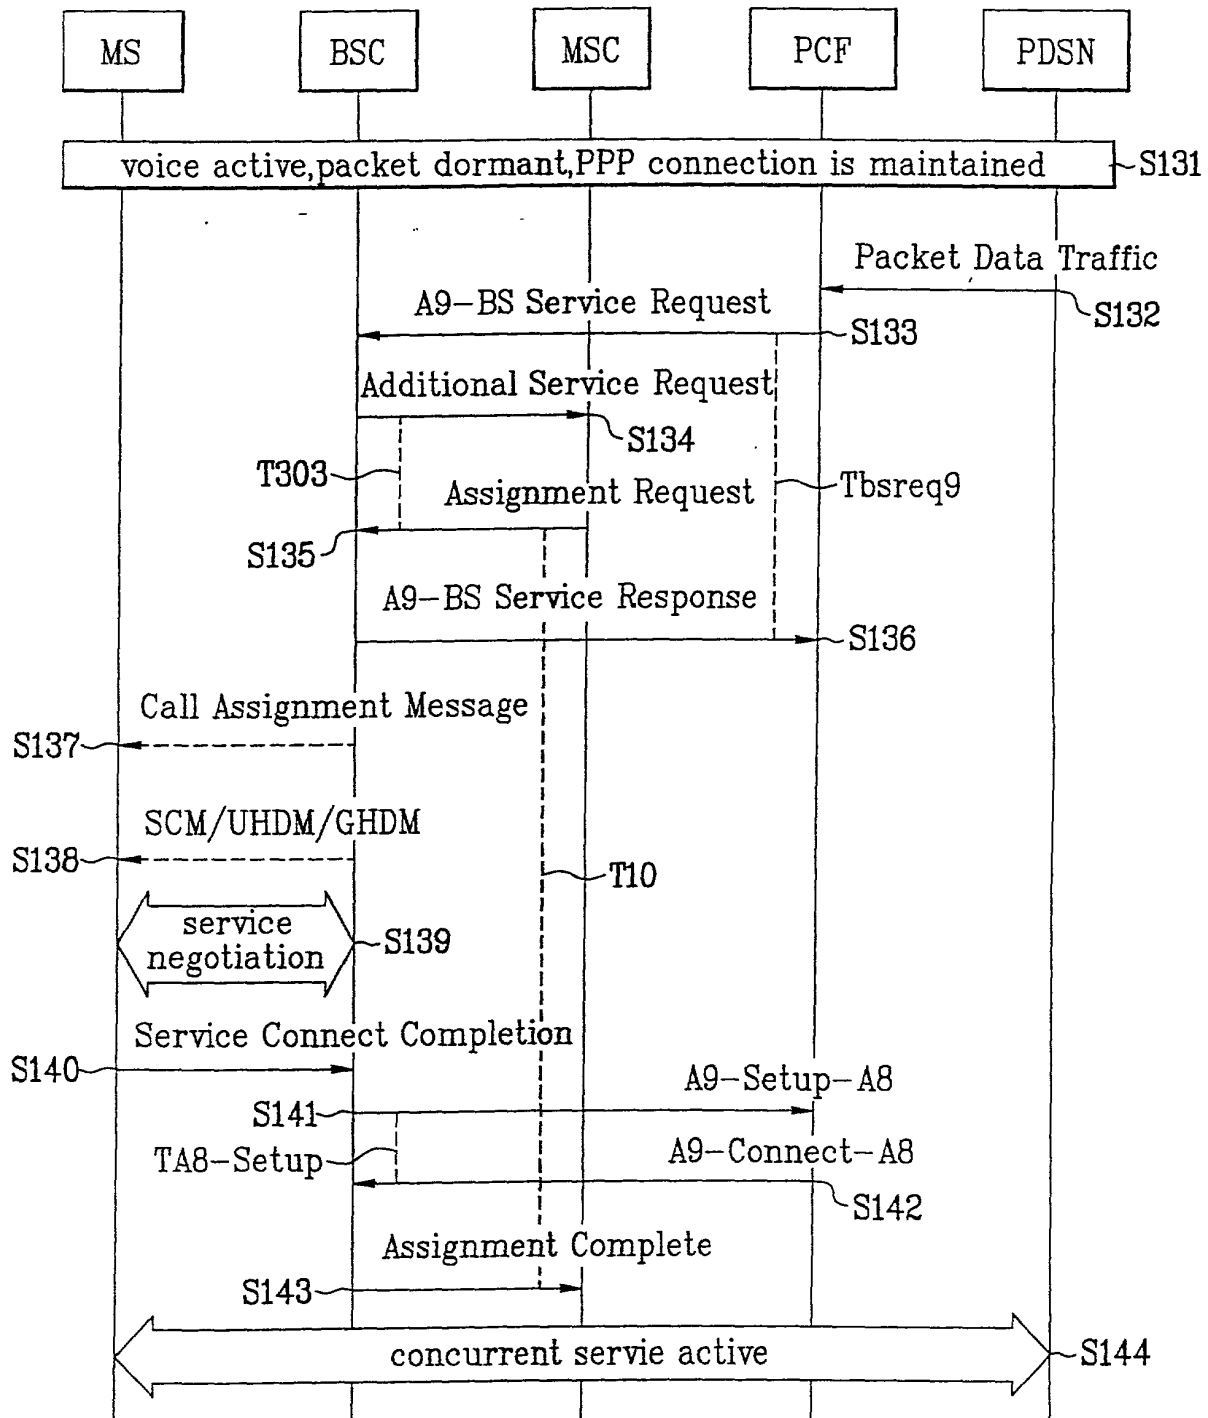 MS
BSC
MSC
PCF
PDSN
voice active,packet dormant,PPP connection is maintained
S131
Packet Data Traffic
S132
A9-BS Service Request
S133
Additional Service Request
S134
T303
Tbsreq9
Assignment Request
S135
A9-BS Service Response
S136
Call Assignment Message
S137
SCM/UHDM/GHDM
S138
T10
service
negotiation
S139
Service Connect Completion
S140
A9-Setup-A8
S141
TA8-Setup
A9-Connect-A8
S142
Assignment Complete
S143
concurrent servie active
S144